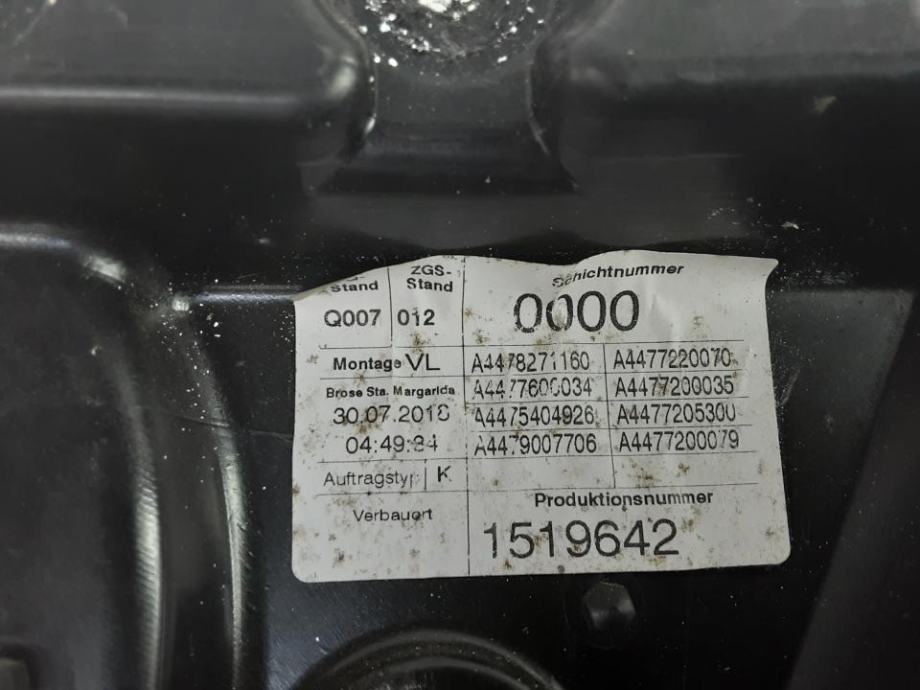 Stand ZGS-Stand Schichtnummer
Q007 012 0000
Montage VL A4478271160 A4477220070
Brose Sta. Margarida A4477600034 A4477200035
30.07.2018 A4475404926 A4477205300
04:49:34 A4479007706 A4477200079
Auftragstyp K
Verbauort Produktionsnummer
1519642